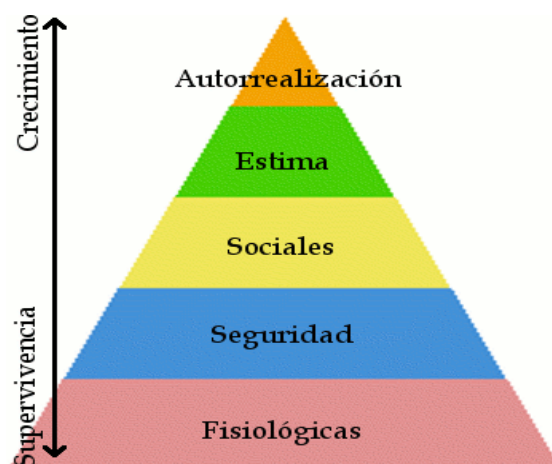 Crecimiento
Autorrealización
Estima
Sociales
Seguridad
Supervivencia
Fisiológicas